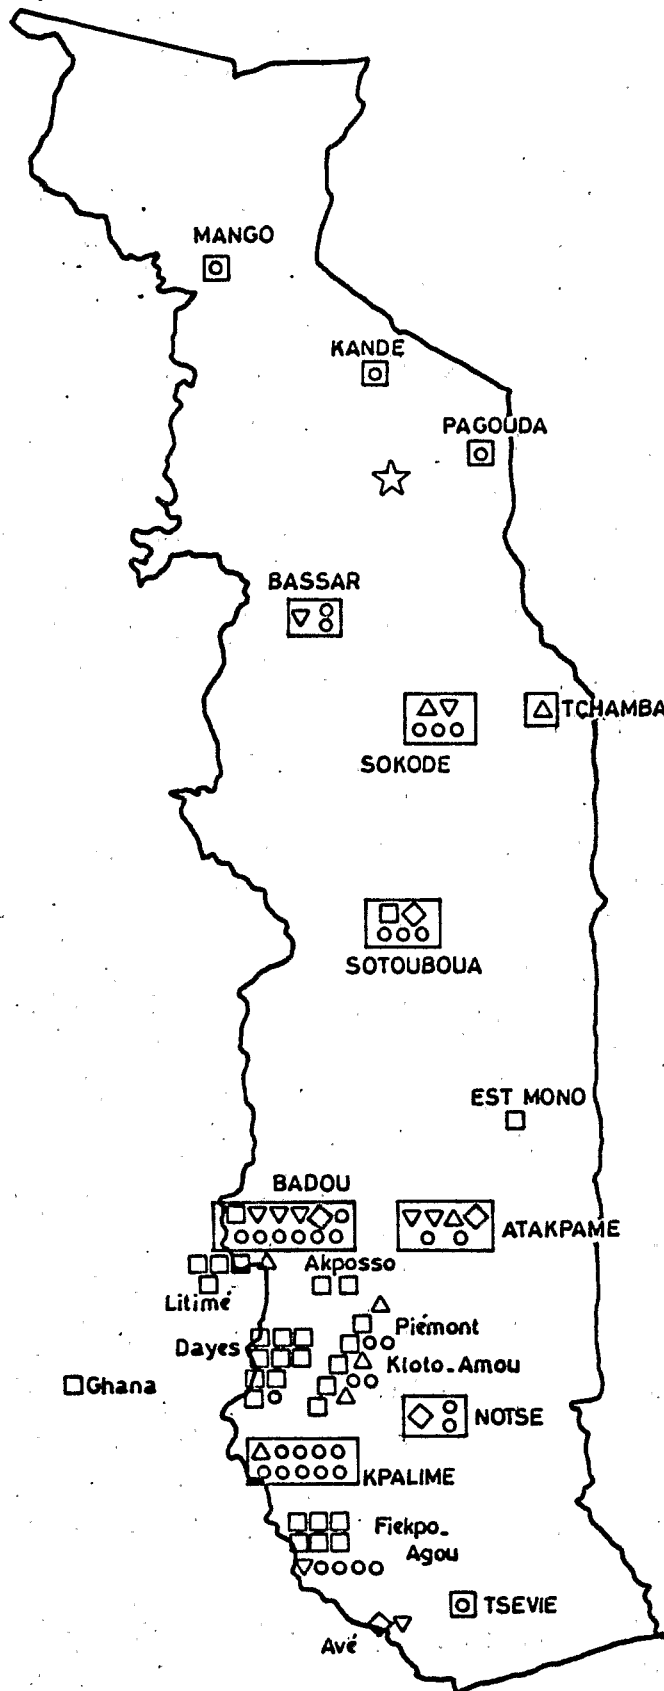 MANGO
KANDE
PAGOUDA
BASSAR
TCHAMBA
SOKODE
SOTOUBOUA
EST MONO
BADOU
ATAKPAME
Akposso
Litimé
Piémont
Dayes
Kloto-Amou
Ghana
NOTSE
KPALIME
Fiekpo-
Agou
TSEVIE
Avé